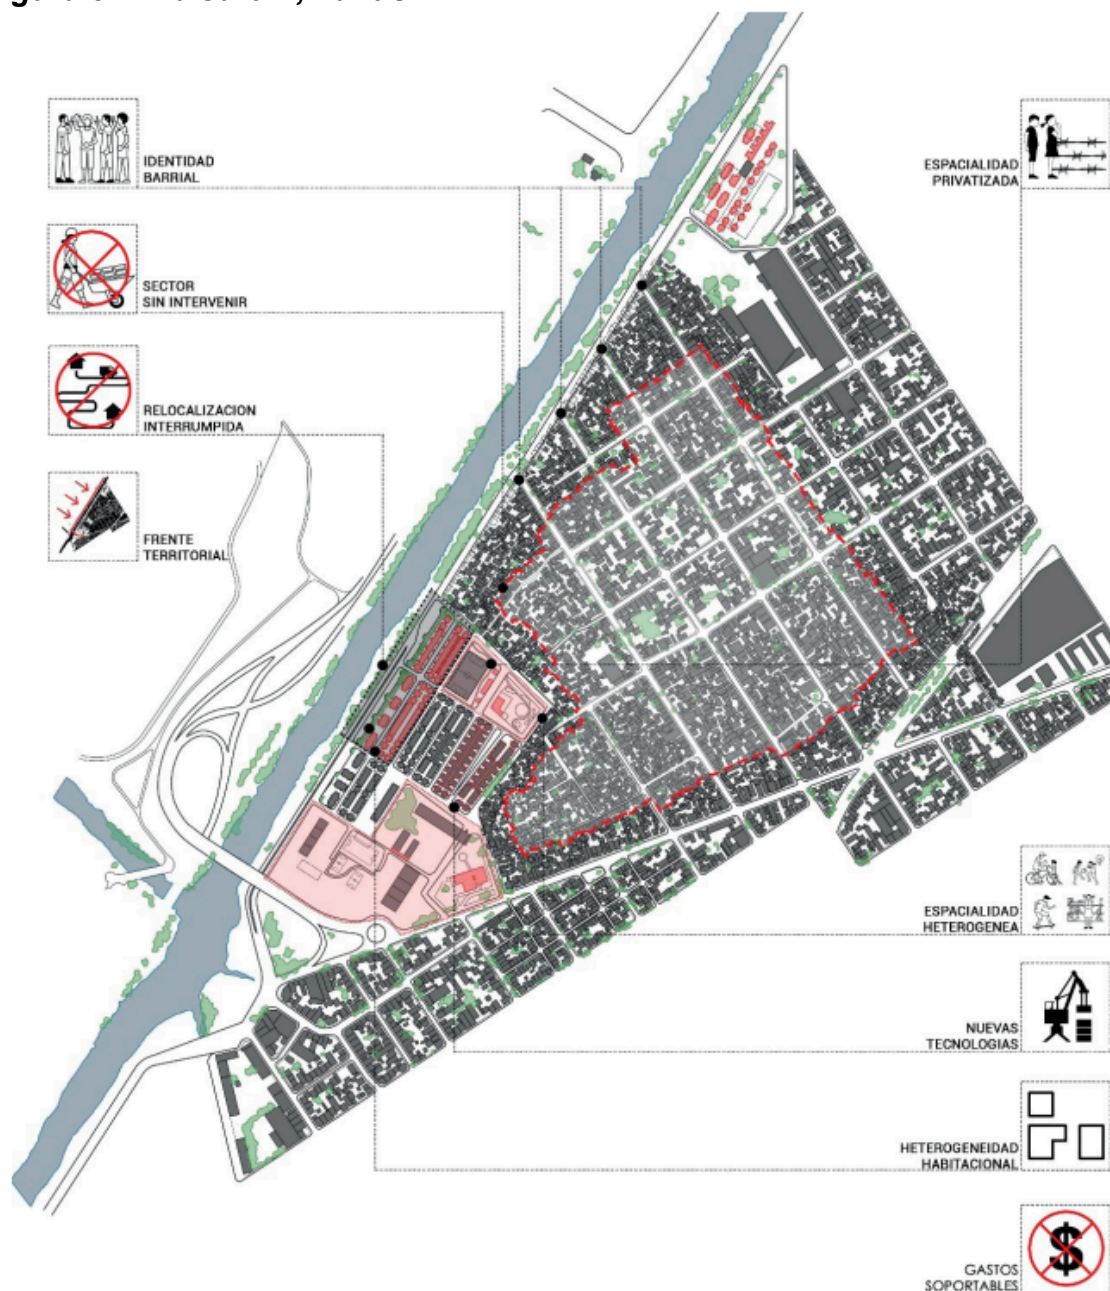 IDENTIDAD
BARRIAL
ESPACIALIDAD
PRIVATIZADA
SECTOR
SIN INTERVENIR
RELOCALIZACION
INTERRUMPIDA
FRENTE
TERRITORIAL
ESPACIALIDAD
HETEROGENEA
NUEVAS
TECNOLOGIAS
HETEROGENEIDAD
HABITACIONAL
$
GASTOS
SOPORTABLES